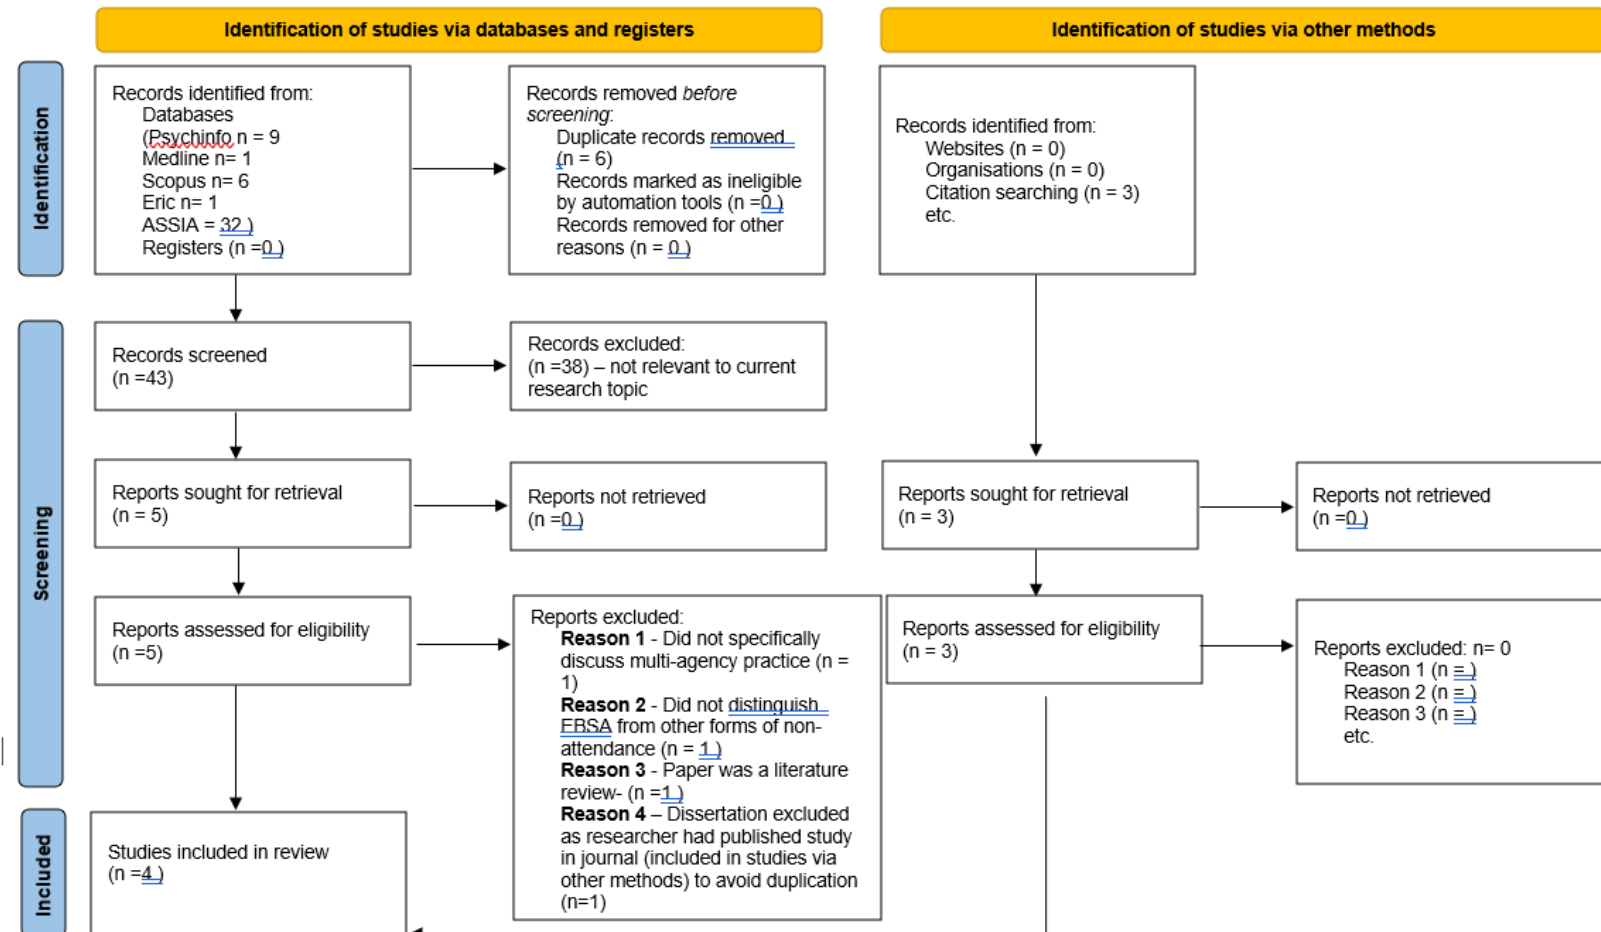 Identification of studies via databases and registers
Identification of studies via other methods
Identification
Records identified from:
Databases
(Psychinfo n = 9
Medline n= 1
Scopus n= 6
Eric n= 1
ASSIA = 32 )
Registers (n =0 )
Records removed before
screening:
Duplicate records removed
(n = 6)
Records marked as ineligible
by automation tools (n =0 )
Records removed for other
reasons (n = 0 )
Records identified from:
Websites (n = 0)
Organisations (n = 0)
Citation searching (n = 3)
etc.
Screening
Records screened
(n =43)
Records excluded:
(n =38) – not relevant to current
research topic
Reports sought for retrieval
(n = 5)
Reports not retrieved
(n =0 )
Reports sought for retrieval
(n = 3)
Reports not retrieved
(n =0 )
Reports assessed for eligibility
(n =5)
Reports excluded:
Reason 1 - Did not specifically
discuss multi-agency practice (n =
1)
Reason 2 - Did not distinguish
EBSA from other forms of non-
attendance (n = 1 )
Reason 3 - Paper was a literature
review- (n =1 )
Reason 4 – Dissertation excluded
as researcher had published study
in journal (included in studies via
other methods) to avoid duplication
(n=1)
Reports assessed for eligibility
(n = 3)
Reports excluded: n= 0
Reason 1 (n = )
Reason 2 (n = )
Reason 3 (n = )
etc.
Included
Studies included in review
(n =4 )